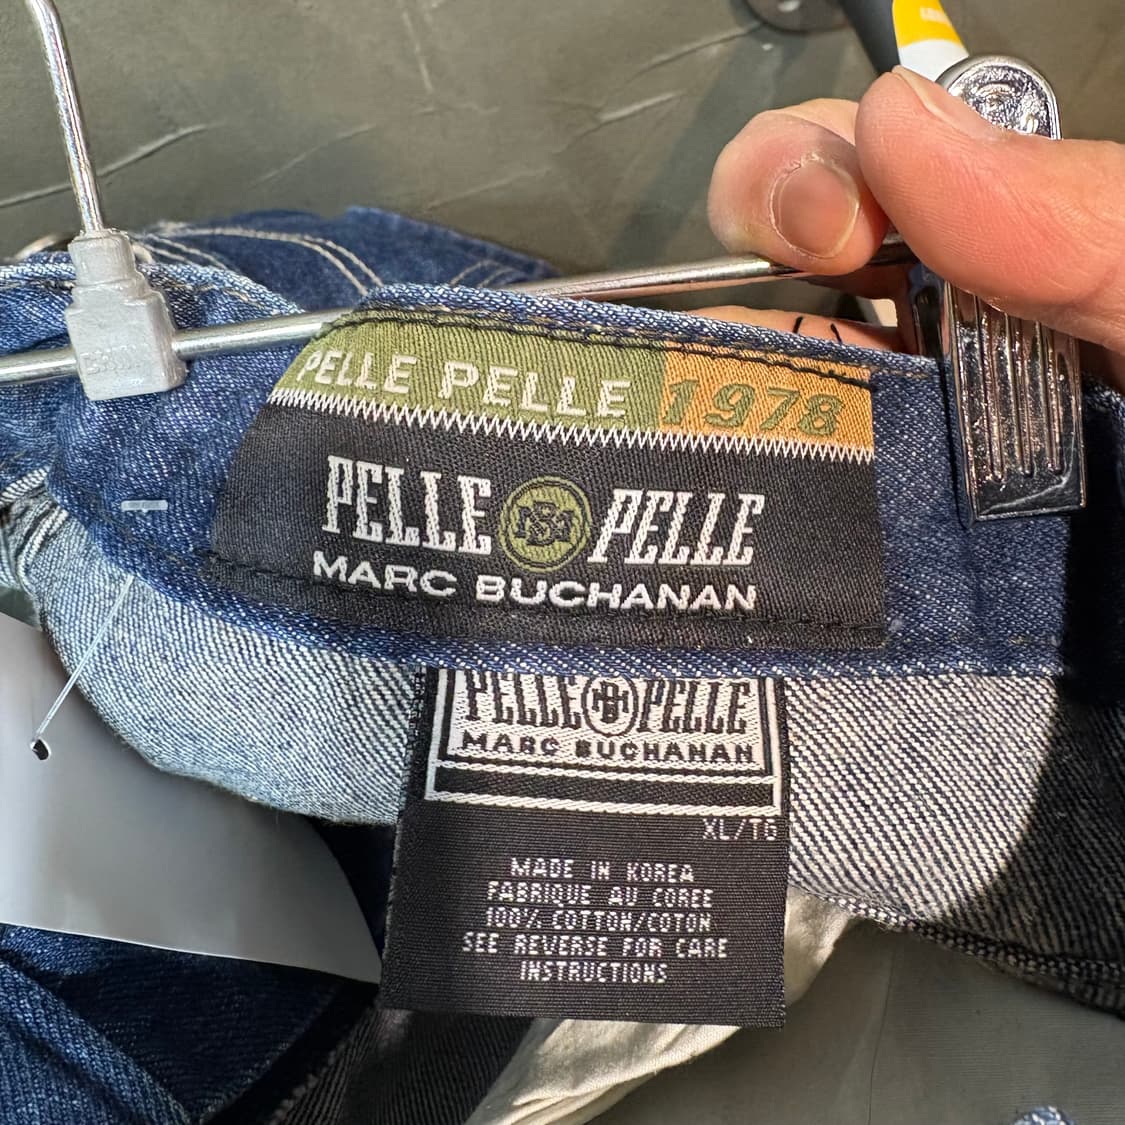 PELLE PELLE 1978
PELLE PELLE
MARC BUCHANAN
PELLE PELLE
MARC BUCHANAN
XL/TG
MADE IN KOREA
FABRIQUE AU COREE
100% COTTON/COTON
SEE REVERSE FOR CARE
INSTRUCTIONS